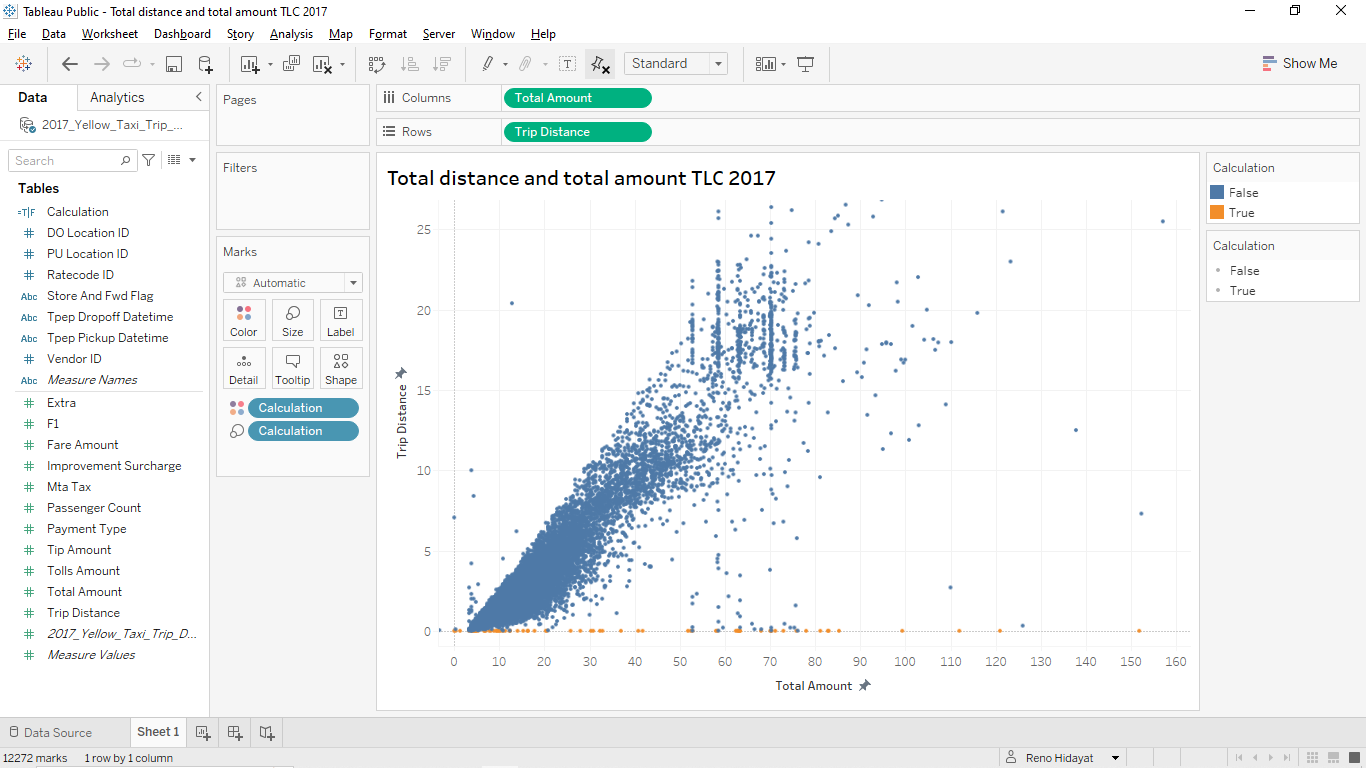 Tableau Public - Total distance and total amount TLC 2017
File Data Worksheet Dashboard Story Analysis Map Format Server Window Help
Standard
Show Me
Data Analytics
2017_Yellow_Taxi_Trip_...
Search
Tables
=T|F Calculation
# DO Location ID
# PU Location ID
# Ratecode ID
Abc Store And Fwd Flag
Abc Tpep Dropoff Datetime
Abc Tpep Pickup Datetime
# Vendor ID
Abc Measure Names
# Extra
# F1
# Fare Amount
# Improvement Surcharge
# Mta Tax
# Passenger Count
# Payment Type
# Tip Amount
# Tolls Amount
# Total Amount
# Trip Distance
# 2017_Yellow_Taxi_Trip_D...
# Measure Values
Pages
Filters
Marks
Automatic
Color Size Label
Detail Tooltip Shape
Calculation
Calculation
Columns Total Amount
Rows Trip Distance
Total distance and total amount TLC 2017
25
20
15
10
5
0
Trip Distance
0 10 20 30 40 50 60 70 80 90 100 110 120 130 140 150 160
Total Amount
Calculation
False
True
Calculation
False
True
Data Source Sheet 1
12272 marks 1 row by 1 column
Reno Hidayat